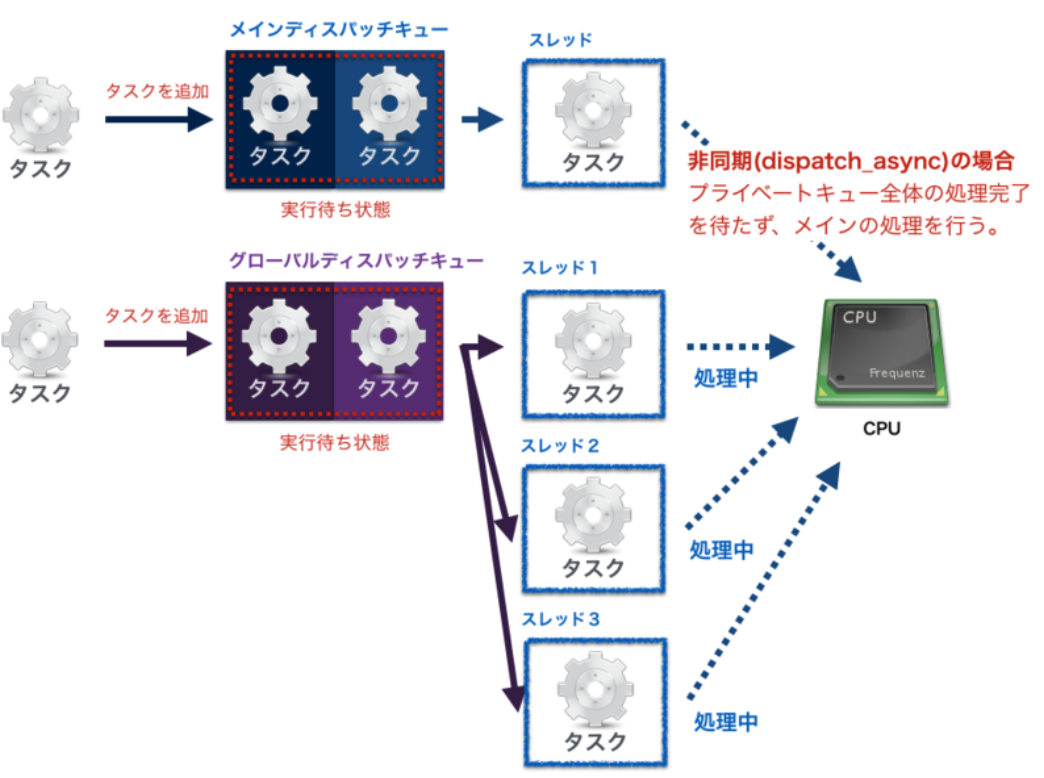 メインディスパッチキュー
スレッド
タスクを追加
タスク
タスク
タスク
タスク
実行待ち状態
非同期(dispatch_async)の場合
プライベートキュー全体の処理完了
を待たず、メインの処理を行う。
グローバルディスパッチキュー
スレッド1
タスクを追加
タスク
タスク
タスク
タスク
実行待ち状態
処理中
CPU
Frequenz
CPU
スレッド2
タスク
処理中
スレッド3
タスク
処理中